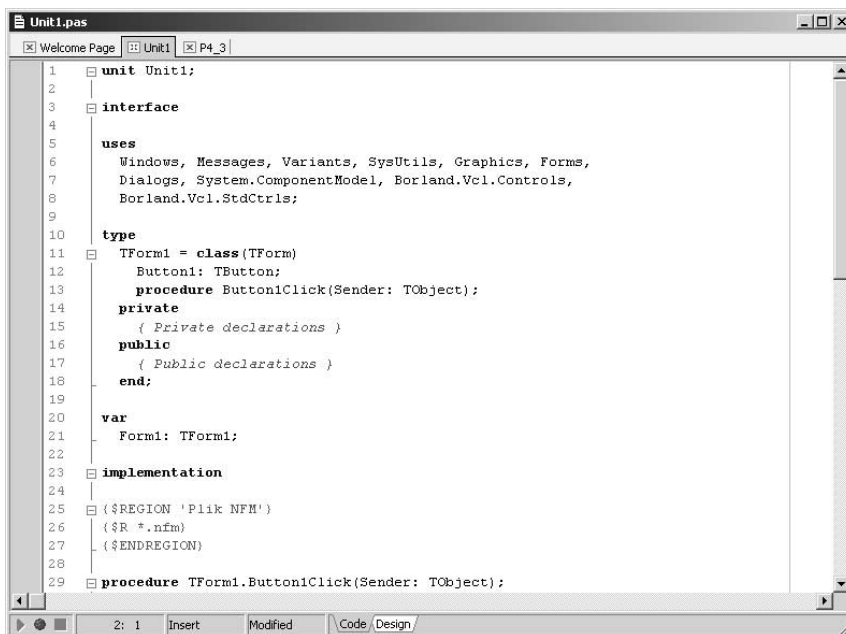 Unit1.pas
Welcome Page Unit1 P4_3
1 unit Unit1;
2
3 interface
4
5 uses
6 Windows, Messages, Variants, SysUtils, Graphics, Forms,
7 Dialogs, System.ComponentModel, Borland.Vcl.Controls,
8 Borland.Vcl.StdCtrls;
9
10 type
11 TForm1 = class(TForm)
12 Button1: TButton;
13 procedure Button1Click(Sender: TObject);
14 private
15 { Private declarations }
16 public
17 { Public declarations }
18 end;
19
20 var
21 Form1: TForm1;
22
23 implementation
24
25 {$REGION 'Plik NFM'}
26 {$R *.nfm}
27 {$ENDREGION}
28
29 procedure TForm1.Button1Click(Sender: TObject);
2: 1 Insert Modified Code Design